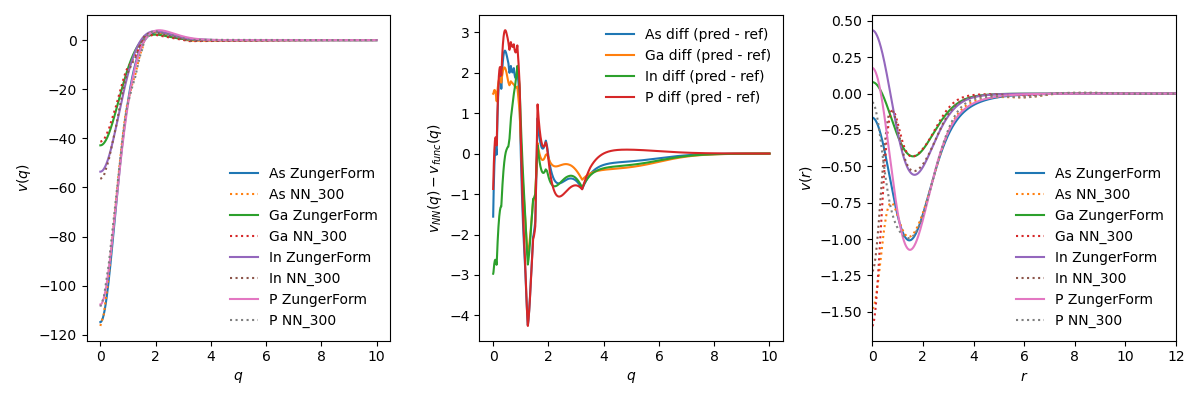 v(q)
0
−20
−40
−60
−80
−100
−120
0 2 4 6 8 10
q
As ZungerForm
As NN_300
Ga ZungerForm
Ga NN_300
In ZungerForm
In NN_300
P ZungerForm
P NN_300
v_NN(q) − v_func(q)
3
2
1
0
−1
−2
−3
−4
0 2 4 6 8 10
q
As diff (pred - ref)
Ga diff (pred - ref)
In diff (pred - ref)
P diff (pred - ref)
v(r)
0.50
0.25
0.00
−0.25
−0.50
−0.75
−1.00
−1.25
−1.50
0 2 4 6 8 10 12
r
As ZungerForm
As NN_300
Ga ZungerForm
Ga NN_300
In ZungerForm
In NN_300
P ZungerForm
P NN_300